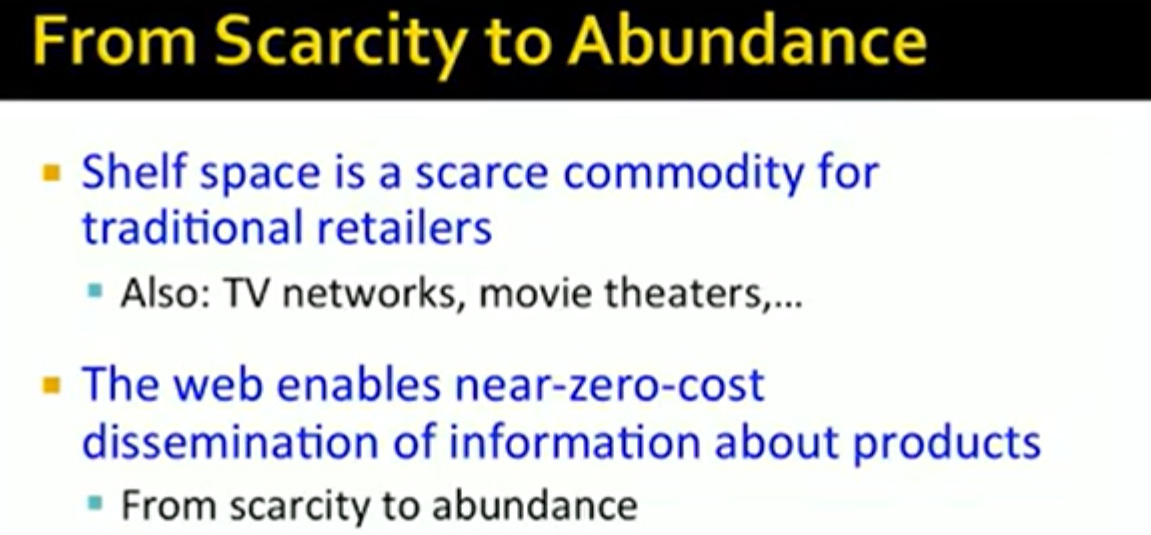 From Scarcity to Abundance
Shelf space is a scarce commodity for
traditional retailers
Also: TV networks, movie theaters,...
The web enables near-zero-cost
dissemination of information about products
From scarcity to abundance